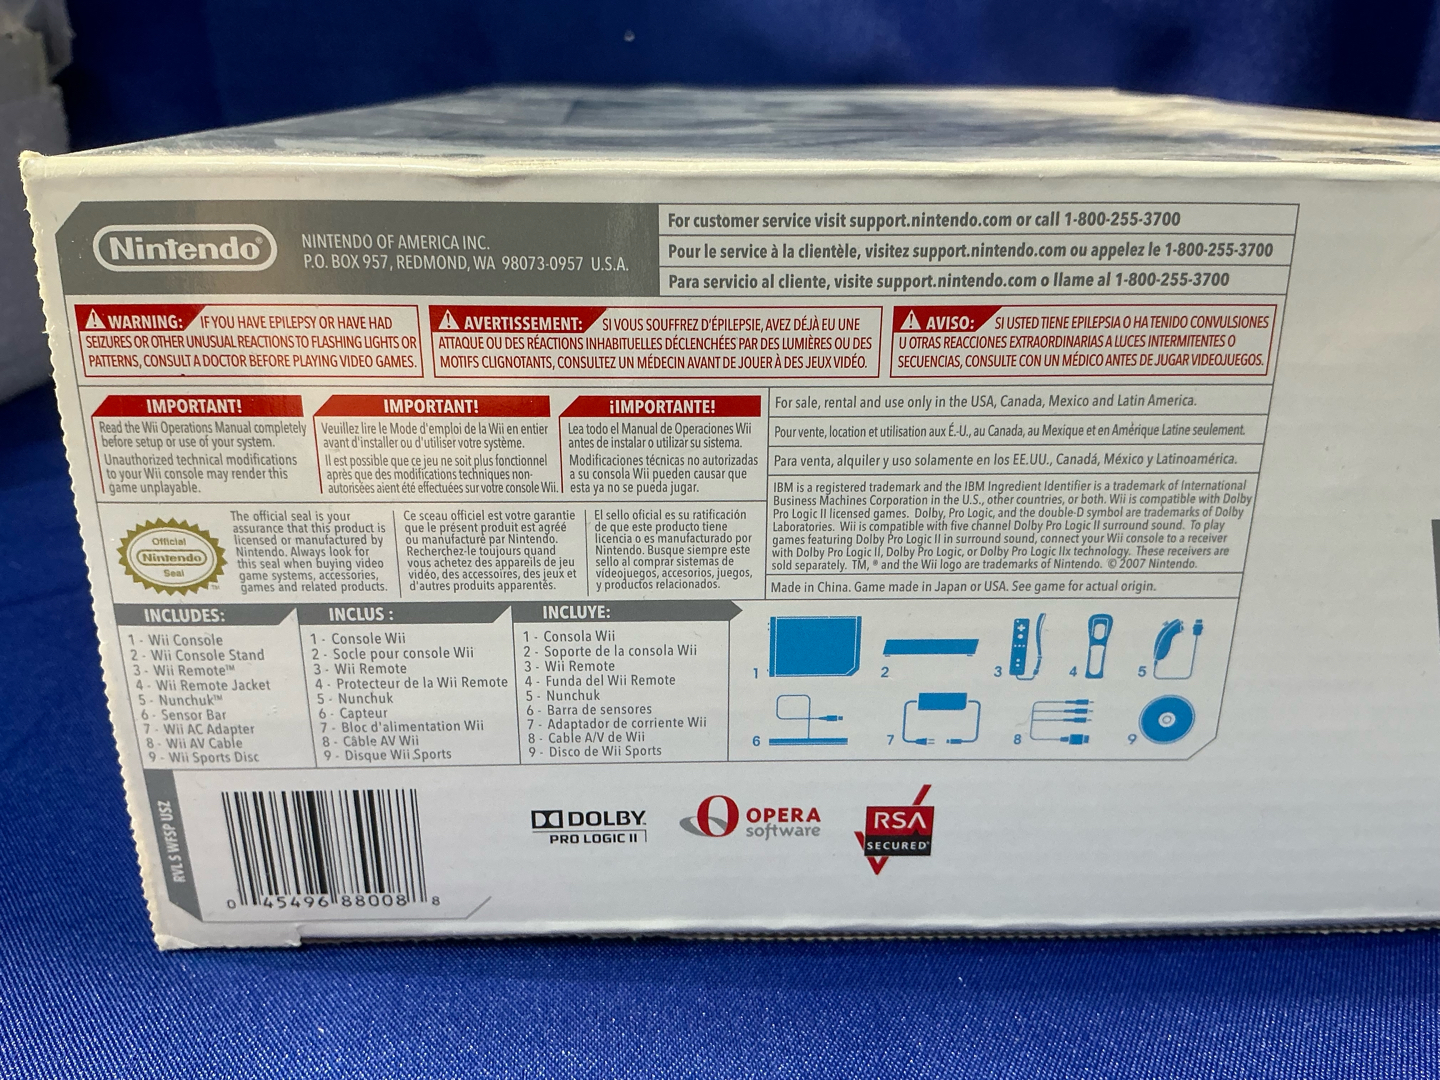 Nintendo®
NINTENDO OF AMERICA INC.
P.O. BOX 957, REDMOND, WA 98073-0957 U.S.A.
For customer service visit support.nintendo.com or call 1-800-255-3700
Pour le service à la clientèle, visitez support.nintendo.com ou appelez le 1-800-255-3700
Para servicio al cliente, visite support.nintendo.com o llame al 1-800-255-3700
WARNING: IF YOU HAVE EPILEPSY OR HAVE HAD
SEIZURES OR OTHER UNUSUAL REACTIONS TO FLASHING LIGHTS OR
PATTERNS, CONSULT A DOCTOR BEFORE PLAYING VIDEO GAMES.
AVERTISSEMENT: SI VOUS SOUFFREZ D'ÉPILEPSIE, AVEZ DÉJÀ EU UNE
ATTAQUE OU DES RÉACTIONS INHABITUELLES DÉCLENCHÉES PAR DES LUMIÈRES OU DES
MOTIFS CLIGNOTANTS, CONSULTEZ UN MÉDECIN AVANT DE JOUER À DES JEUX VIDÉO.
AVISO: SI USTED TIENE EPILEPSIA O HA TENIDO CONVULSIONES
U OTRAS REACCIONES EXTRAORDINARIAS A LUCES INTERMITENTES O
SECUENCIAS, CONSULTE CON UN MÉDICO ANTES DE JUGAR VIDEOJUEGOS.
IMPORTANT!
Read the Wii Operations Manual completely
before setup or use of your system.
Unauthorized technical modifications
to your Wii console may render this
game unplayable.
IMPORTANT!
Veuillez lire le Mode d'emploi de la Wii en entier
avant d'installer ou d'utiliser votre système.
Il est possible que ce jeu ne soit plus fonctionnel
après que des modifications techniques non-
autorisées aient été effectuées sur votre console Wii.
¡IMPORTANTE!
Lea todo el Manual de Operaciones Wii
antes de instalar o utilizar su sistema.
Modificaciones técnicas no autorizadas
a su consola Wii pueden causar que
esta ya no se pueda jugar.
For sale, rental and use only in the USA, Canada, Mexico and Latin America.
Pour vente, location et utilisation aux É.-U., au Canada, au Mexique et en Amérique Latine seulement.
Para venta, alquiler y uso solamente en los EE.UU., Canadá, México y Latinoamérica.
IBM is a registered trademark and the IBM Ingredient Identifier is a trademark of International
Business Machines Corporation in the U.S., other countries, or both. Wii is compatible with Dolby
Pro Logic II licensed games. Dolby, Pro Logic, and the double-D symbol are trademarks of Dolby
Laboratories. Wii is compatible with five channel Dolby Pro Logic II surround sound. To play
games featuring Dolby Pro Logic II in surround sound, connect your Wii console to a receiver
with Dolby Pro Logic II, Dolby Pro Logic, or Dolby Pro Logic IIx technology. These receivers are
sold separately. TM, ® and the Wii logo are trademarks of Nintendo. © 2007 Nintendo.
Made in China. Game made in Japan or USA. See game for actual origin.
Official
Nintendo
Seal
The official seal is your
assurance that this product is
licensed or manufactured by
Nintendo. Always look for
this seal when buying video
game systems, accessories,
games and related products.
Ce sceau officiel est votre garantie
que le présent produit est agréé
ou manufacturé par Nintendo.
Recherchez-le toujours quand
vous achetez des appareils de jeu
vidéo, des accessoires, des jeux et
d'autres produits apparentés.
El sello oficial es su ratificación
de que este producto tiene
licencia o es manufacturado por
Nintendo. Busque siempre este
sello al comprar sistemas de
videojuegos, accesorios, juegos,
y productos relacionados.
INCLUDES:
1 - Wii Console
2 - Wii Console Stand
3 - Wii Remote™
4 - Wii Remote Jacket
5 - Nunchuk™
6 - Sensor Bar
7 - Wii AC Adapter
8 - Wii AV Cable
9 - Wii Sports Disc
INCLUS :
1 - Console Wii
2 - Socle pour console Wii
3 - Wii Remote
4 - Protecteur de la Wii Remote
5 - Nunchuk
6 - Capteur
7 - Bloc d'alimentation Wii
8 - Câble AV Wii
9 - Disque Wii Sports
INCLUYE:
1 - Consola Wii
2 - Soporte de la consola Wii
3 - Wii Remote
4 - Funda del Wii Remote
5 - Nunchuk
6 - Barra de sensores
7 - Adaptador de corriente Wii
8 - Cable A/V de Wii
9 - Disco de Wii Sports
1 2 3 4 5
6 7 8 9
RVL S WFSP USZ
0 45496 88008 8
DOLBY
PRO LOGIC II
OPERA
software
RSA
SECURED